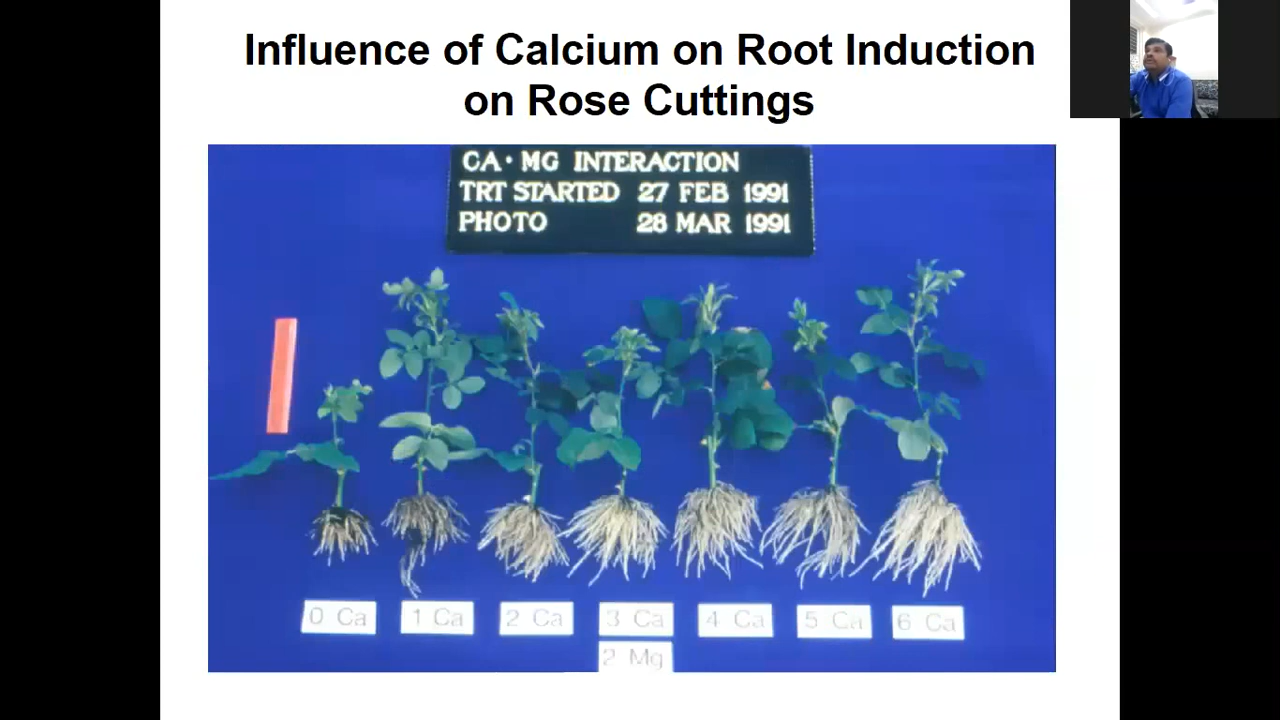 Influence of Calcium on Root Induction
on Rose Cuttings
CA·MG INTERACTION
TRT STARTED 27 FEB 1991
PHOTO 28 MAR 1991
0 Ca
1 Ca
2 Ca
3 Ca
4 Ca
5 Ca
6 Ca
2 Mg